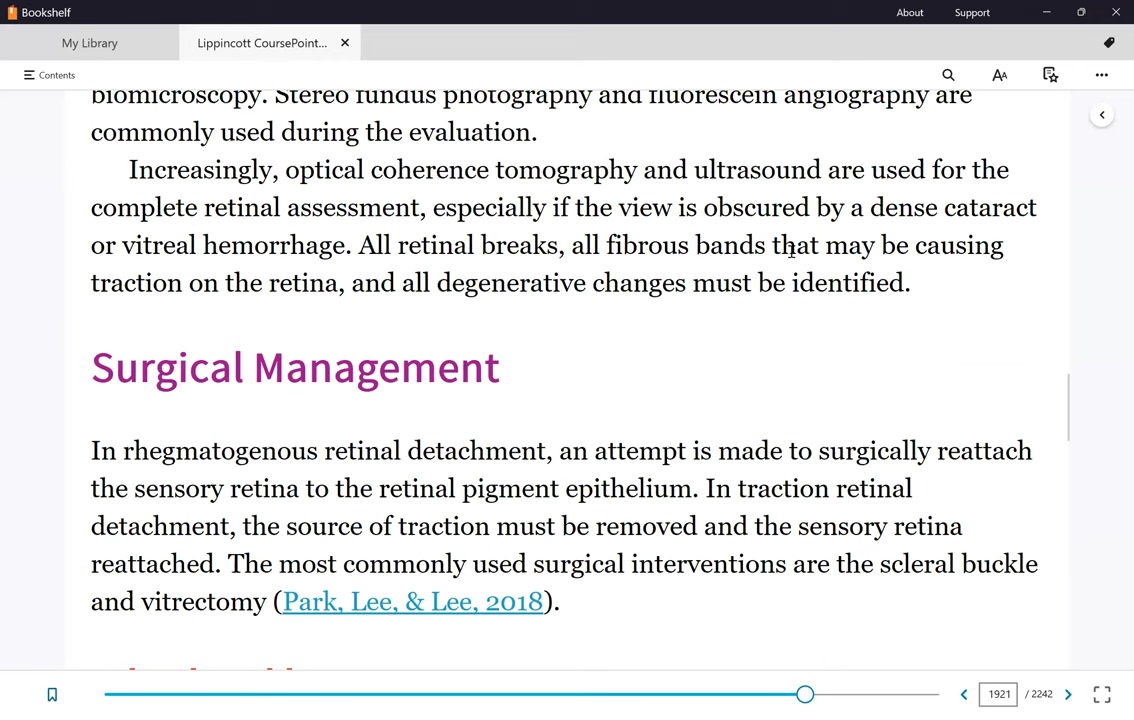 Bookshelf
About
Support
My Library
Lippincott CoursePoint...
Contents
biomicroscopy. Stereo fundus photography and fluorescein angiography are
commonly used during the evaluation.
Increasingly, optical coherence tomography and ultrasound are used for the
complete retinal assessment, especially if the view is obscured by a dense cataract
or vitreal hemorrhage. All retinal breaks, all fibrous bands that may be causing
traction on the retina, and all degenerative changes must be identified.
Surgical Management
In rhegmatogenous retinal detachment, an attempt is made to surgically reattach
the sensory retina to the retinal pigment epithelium. In traction retinal
detachment, the source of traction must be removed and the sensory retina
reattached. The most commonly used surgical interventions are the scleral buckle
and vitrectomy (Park, Lee, & Lee, 2018).
1921 / 2242